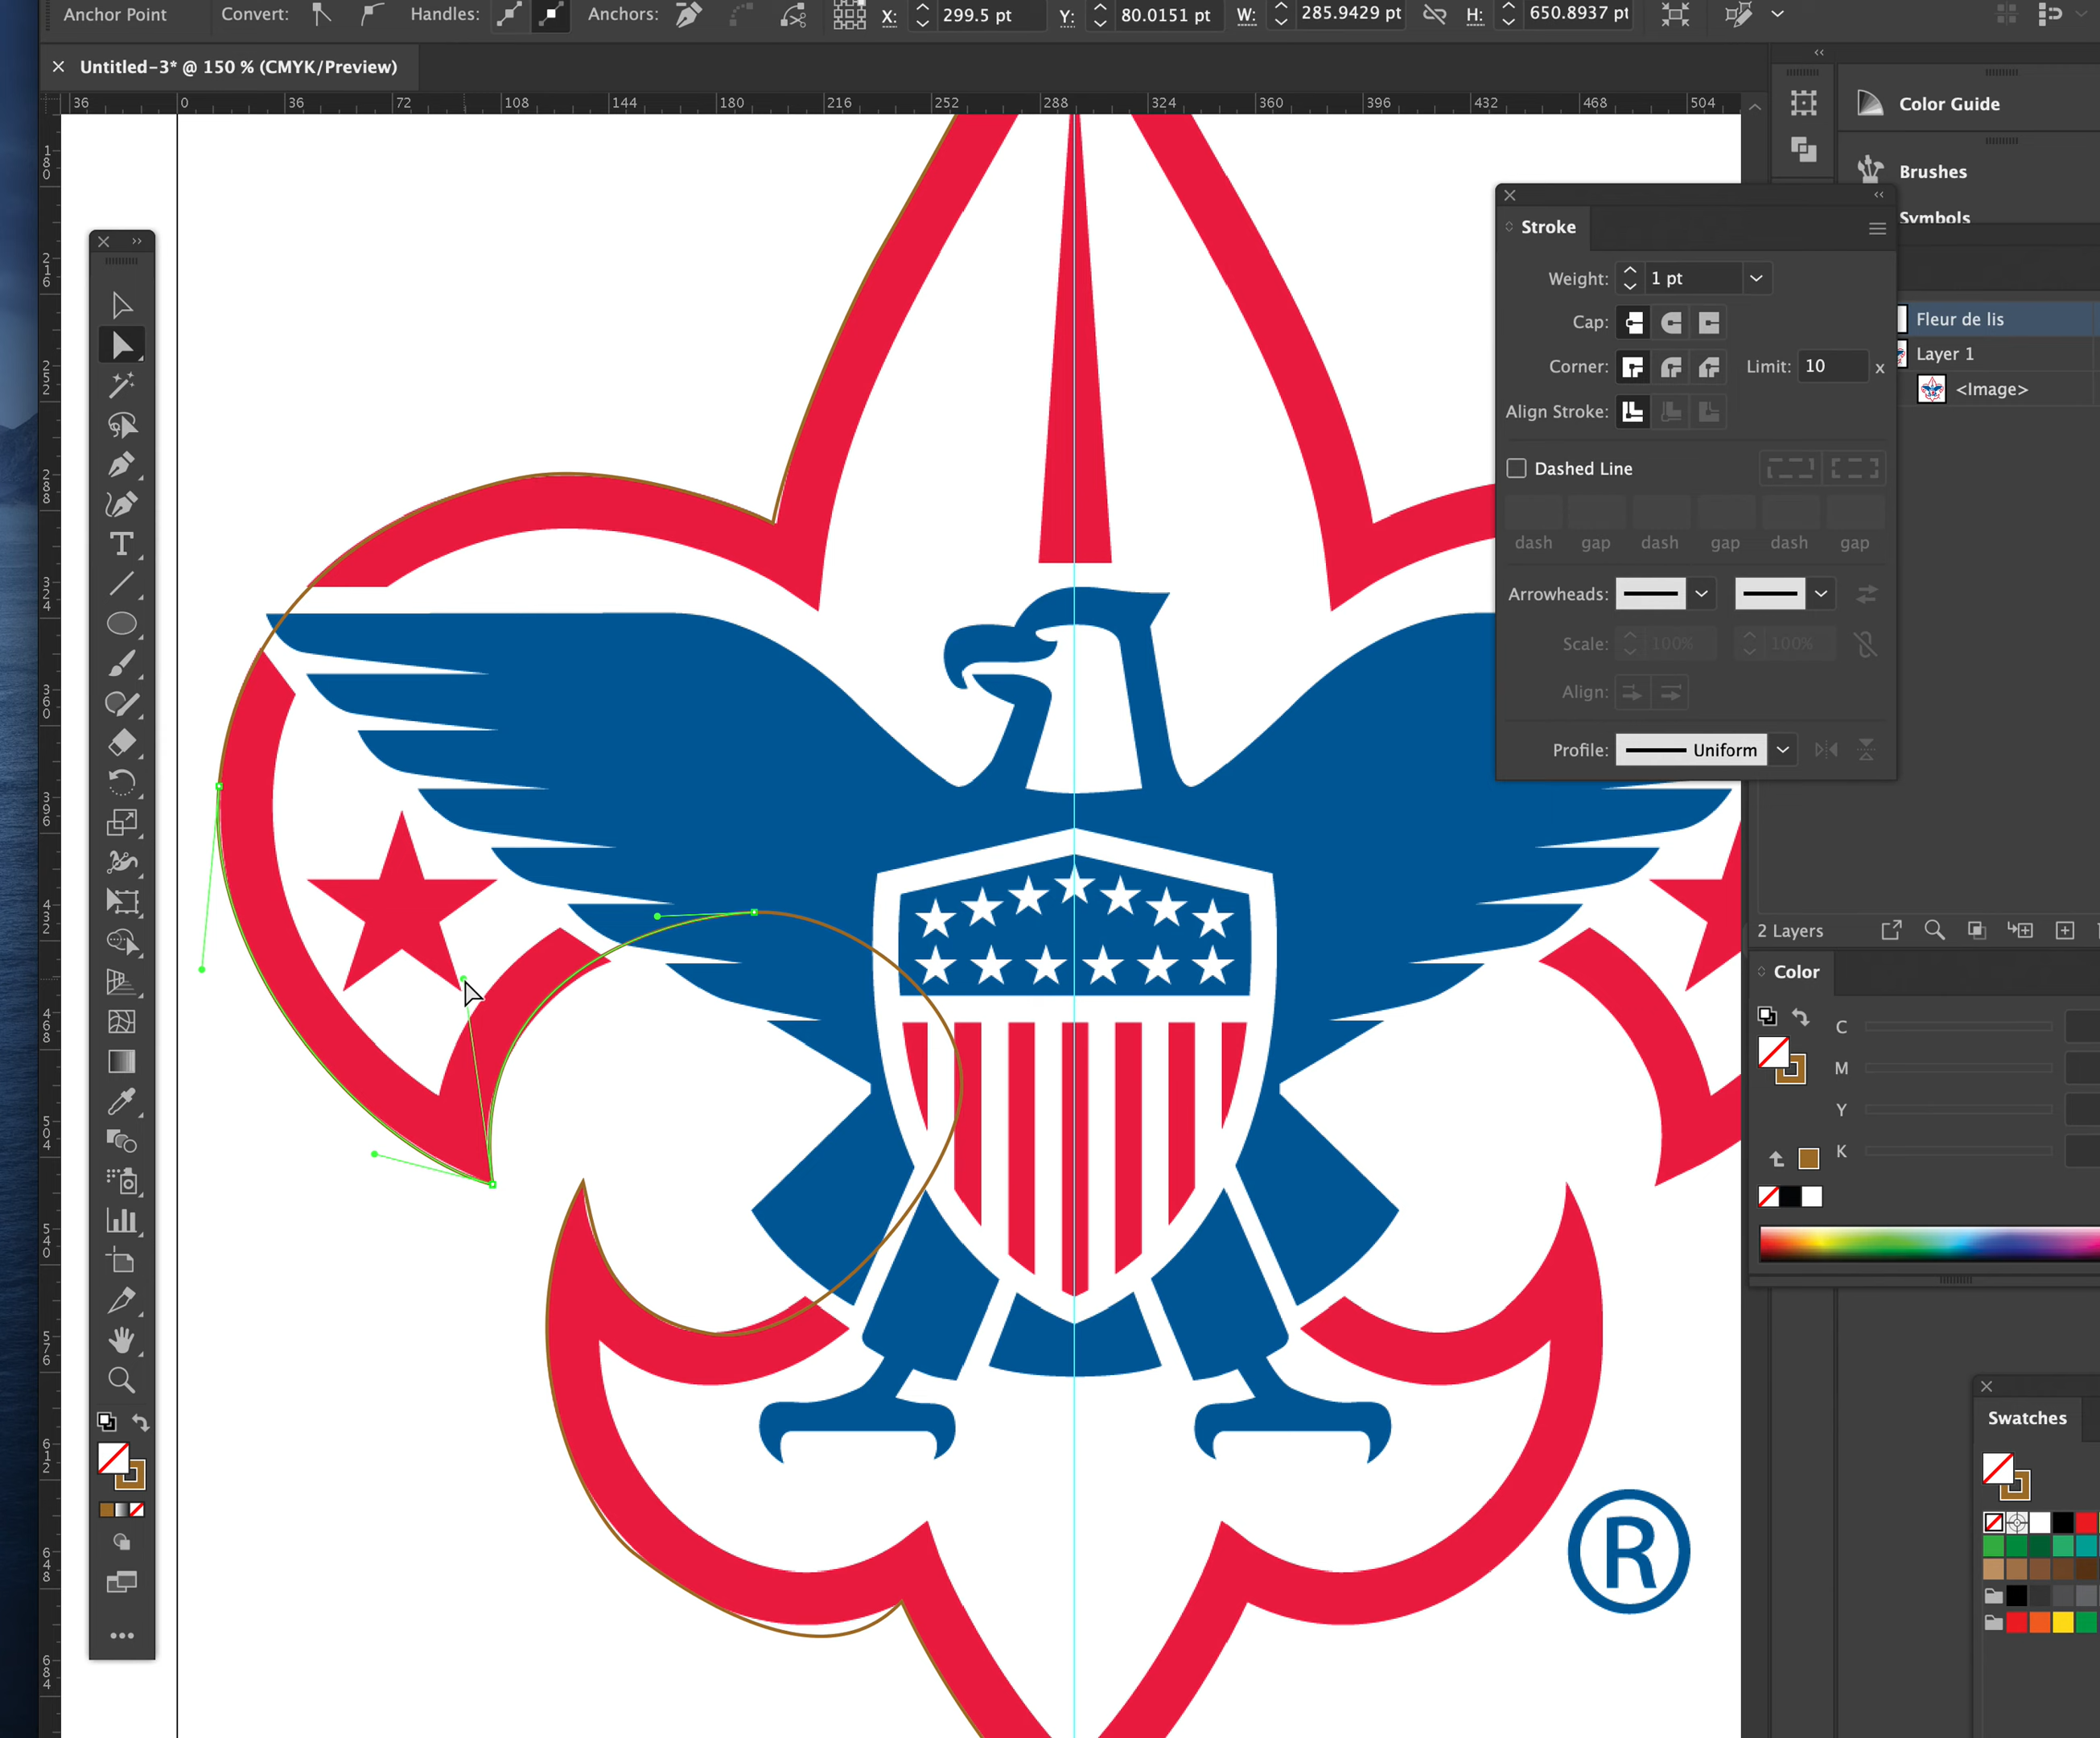 Anchor Point Convert: Handles: Anchors: X: 299.5 pt Y: 80.0151 pt W: 285.9429 pt H: 650.8937 pt
Untitled-3* @ 150 % (CMYK/Preview)
36 0 36 72 108 144 180 216 252 288 324 360 396 432 468 504
180
216
252
288
324
360
396
432
468
504
540
576
612
648
684
T
Color Guide
Brushes
Symbols
Stroke
Weight: 1 pt
Cap:
Corner: Limit: 10 x
Align Stroke:
Dashed Line
dash gap dash gap dash gap
Arrowheads:
Scale: 100% 100%
Align:
Profile: Uniform
Fleur de lis
Layer 1
<Image>
2 Layers
Color
C
M
Y
K
Swatches
®